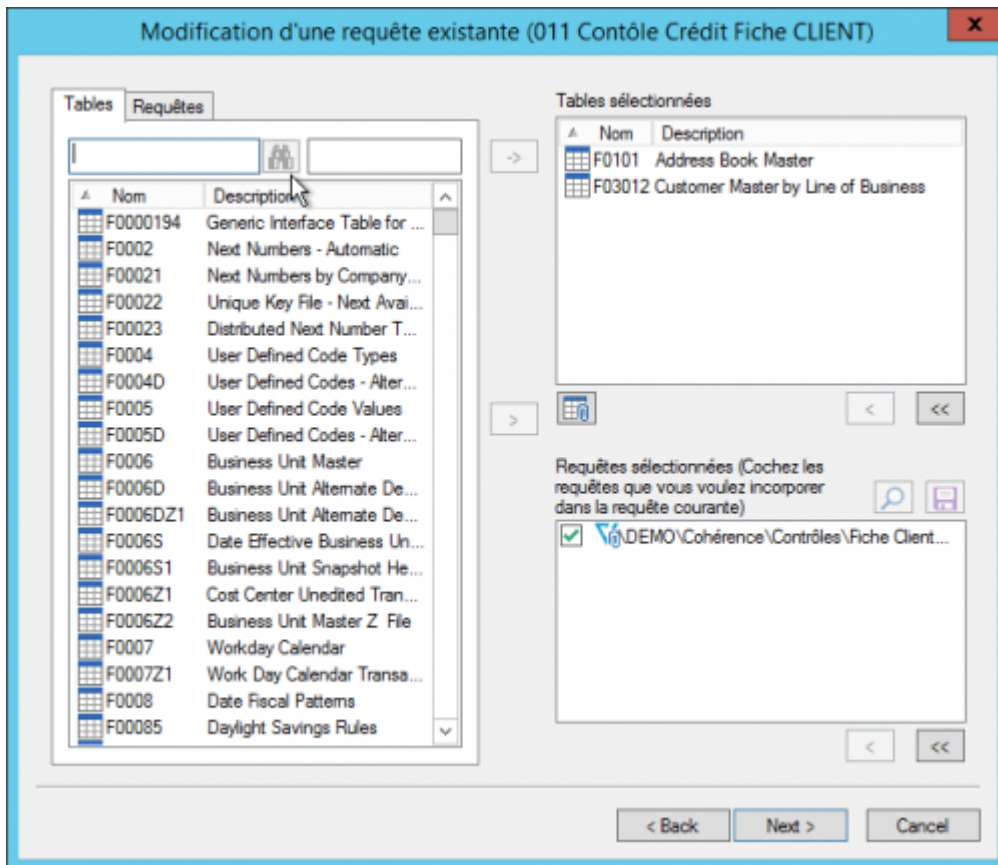 Modification d'une requête existante (011 Contôle Crédit Fiche CLIENT)
x
Tables Requêtes
Nom Description
F0000194 Generic Interface Table for ...
F0002 Next Numbers - Automatic
F00021 Next Numbers by Company...
F00022 Unique Key File - Next Avai...
F00023 Distributed Next Number T...
F0004 User Defined Code Types
F0004D User Defined Codes - Alter...
F0005 User Defined Code Values
F0005D User Defined Codes - Alter...
F0006 Business Unit Master
F0006D Business Unit Alternate De...
F0006DZ1 Business Unit Alternate De...
F0006S Date Effective Business Un...
F0006S1 Business Unit Snapshot He...
F0006Z1 Cost Center Unedited Tran...
F0006Z2 Business Unit Master Z File
F0007 Workday Calendar
F0007Z1 Work Day Calendar Transa...
F0008 Date Fiscal Patterns
F00085 Daylight Savings Rules
->
>
Tables sélectionnées
Nom Description
F0101 Address Book Master
F03012 Customer Master by Line of Business
< <<
Requêtes sélectionnées (Cochez les
requêtes que vous voulez incorporer
dans la requête courante)
\DEMO\Cohérence\Contrôles\Fiche Client...
< <<
< Back Next > Cancel